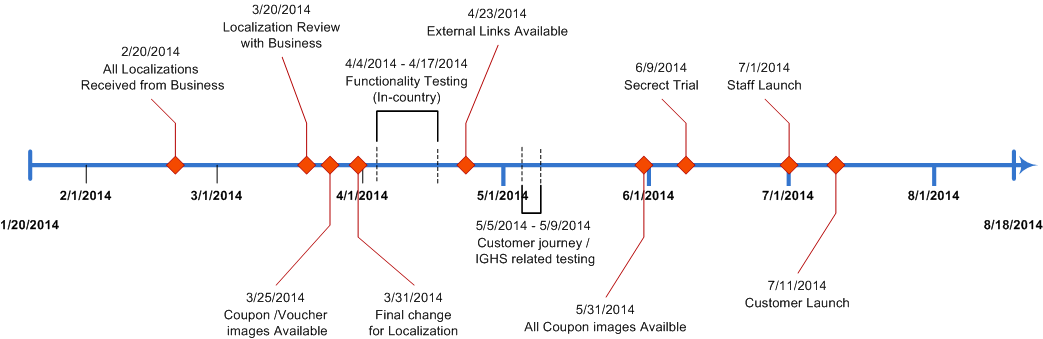 3/20/2014
Localization Review
with Business
4/23/2014
External Links Available
2/20/2014
All Localizations
Received from Business
4/4/2014 - 4/17/2014
Functionality Testing
(In-country)
6/9/2014
Secrect Trial
7/1/2014
Staff Launch
2/1/2014
3/1/2014
4/1/2014
5/1/2014
6/1/2014
7/1/2014
8/1/2014
1/20/2014
8/18/2014
5/5/2014 - 5/9/2014
Customer journey /
IGHS related testing
3/25/2014
Coupon /Voucher
images Available
3/31/2014
Final change
for Localization
5/31/2014
All Coupon images Availble
7/11/2014
Customer Launch